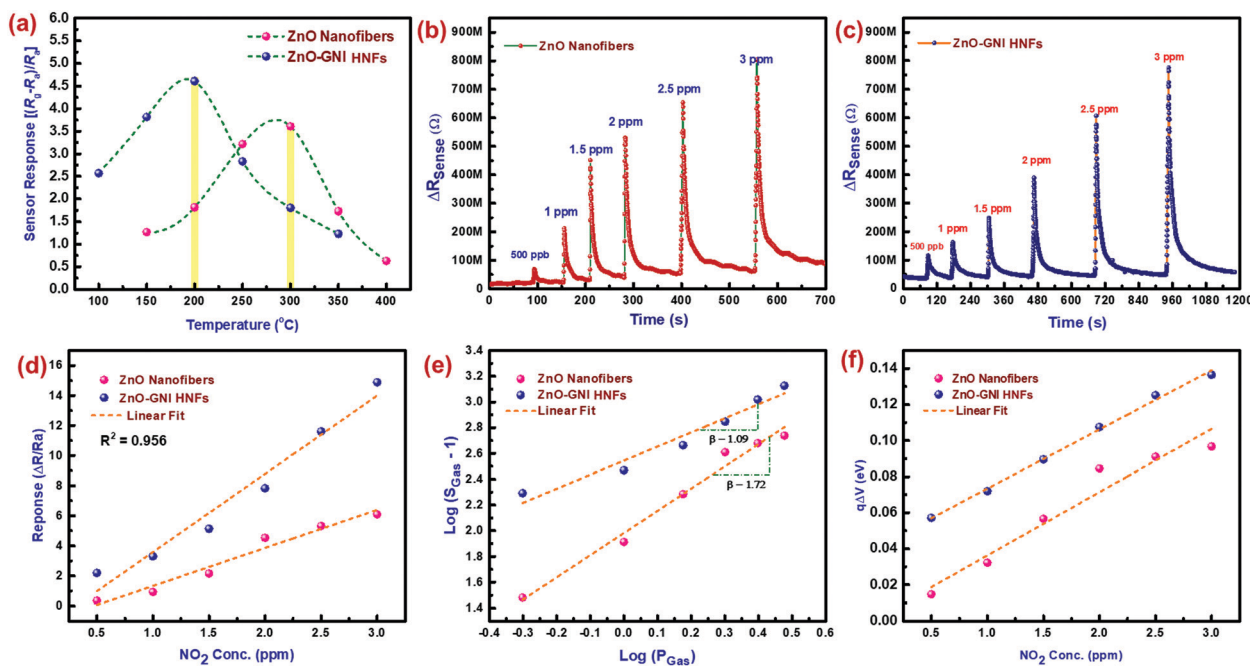 (a)
6.0
5.5
5.0
4.5
4.0
3.5
3.0
2.5
2.0
1.5
1.0
0.5
0.0
Sensor Response [(Rg-Ra)/Ra]
ZnO Nanofibers
ZnO-GNI HNFs
100 150 200 250 300 350 400
Temperature (°C)
(b)
900M
800M
700M
600M
500M
400M
300M
200M
100M
0
ΔRSense (Ω)
ZnO Nanofibers
500 ppb
1 ppm
1.5 ppm
2 ppm
2.5 ppm
3 ppm
0 100 200 300 400 500 600 700
Time (s)
(c)
900M
800M
700M
600M
500M
400M
300M
200M
100M
0
ΔRSense (Ω)
ZnO-GNI HNFs
500 ppb
1 ppm
1.5 ppm
2 ppm
2.5 ppm
3 ppm
0 120 240 360 480 600 720 840 960 1080 1200
Time (s)
(d)
16
14
12
10
8
6
4
2
0
Reponse (ΔR/Ra)
ZnO Nanofibers
ZnO-GNI HNFs
Linear Fit
R² = 0.956
0.5 1.0 1.5 2.0 2.5 3.0
NO₂ Conc. (ppm)
(e)
3.4
3.2
3.0
2.8
2.6
2.4
2.2
2.0
1.8
1.6
1.4
Log (SGas - 1)
ZnO Nanofibers
ZnO-GNI HNFs
Linear Fit
β – 1.09
β – 1.72
-0.4 -0.3 -0.2 -0.1 0.0 0.1 0.2 0.3 0.4 0.5 0.6
Log (PGas)
(f)
0.14
0.12
0.10
0.08
0.06
0.04
0.02
0.00
qΔV (eV)
ZnO Nanofibers
ZnO-GNI HNFs
Linear Fit
0.5 1.0 1.5 2.0 2.5 3.0
NO₂ Conc. (ppm)